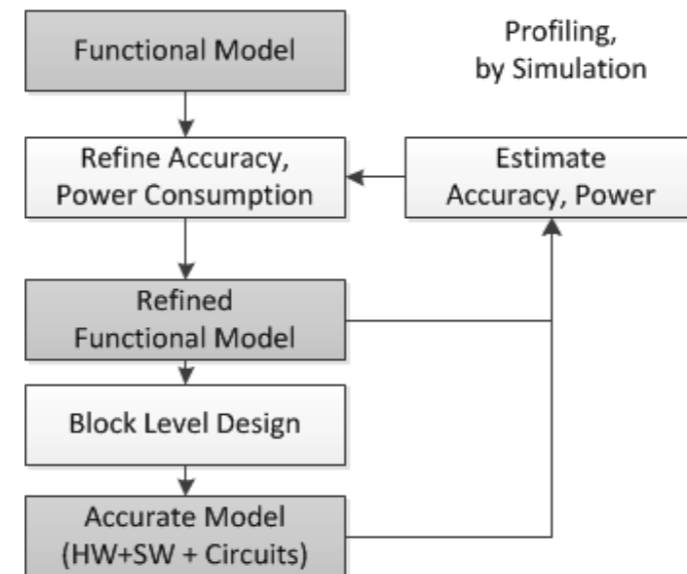 Functional Model
Profiling,
by Simulation
Refine Accuracy,
Power Consumption
Estimate
Accuracy, Power
Refined
Functional Model
Block Level Design
Accurate Model
(HW+SW + Circuits)